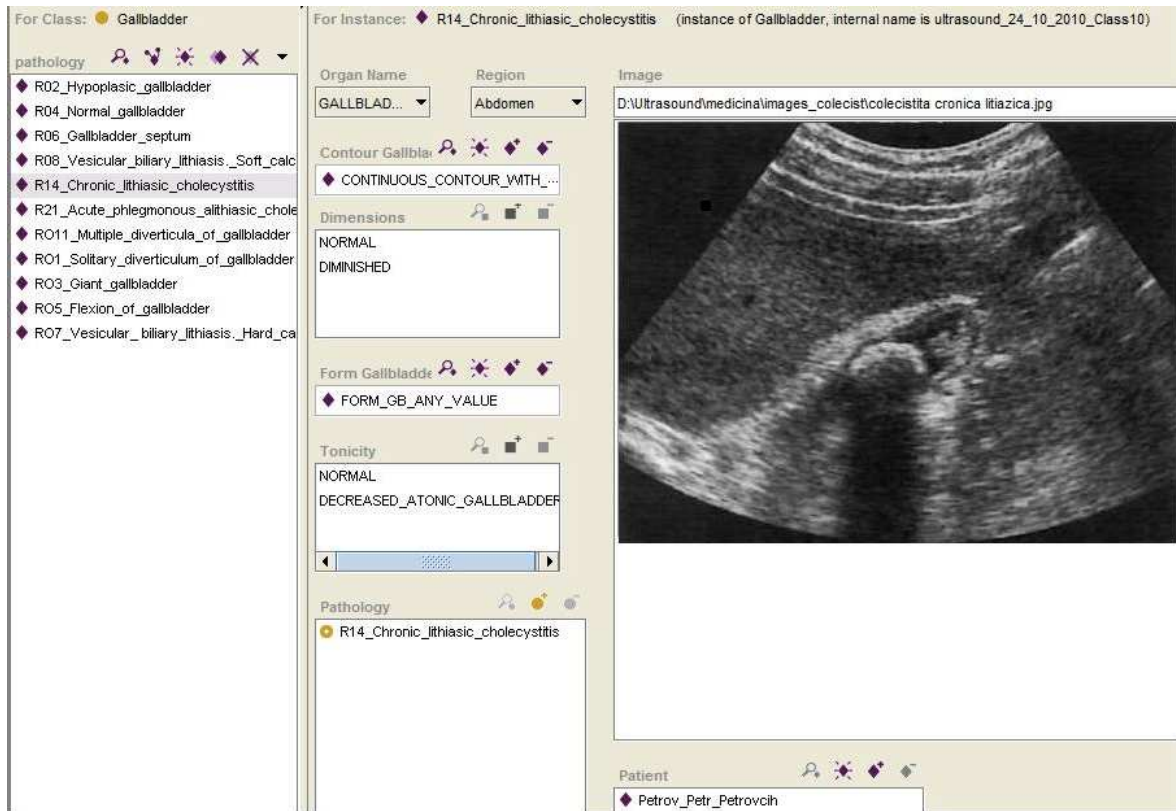 For Class: Gallbladder
pathology
R02_Hypoplasic_gallbladder
R04_Normal_gallbladder
R06_Gallbladder_septum
R08_Vesicular_biliary_lithiasis._Soft_calc
R14_Chronic_lithiasic_cholecystitis
R21_Acute_phlegmonous_alithiasic_chole
RO11_Multiple_diverticula_of_gallbladder
RO1_Solitary_diverticulum_of_gallbladder
RO3_Giant_gallbladder
RO5_Flexion_of_gallbladder
RO7_Vesicular_ biliary_lithiasis._Hard_ca
For Instance: R14_Chronic_lithiasic_cholecystitis (instance of Gallbladder, internal name is ultrasound_24_10_2010_Class10)
Organ Name
GALLBLAD...
Region
Abdomen
Contour Gallbla
CONTINUOUS_CONTOUR_WITH_...
Dimensions
NORMAL
DIMINISHED
Form Gallbladde
FORM_GB_ANY_VALUE
Tonicity
NORMAL
DECREASED_ATONIC_GALLBLADDER
Pathology
R14_Chronic_lithiasic_cholecystitis
Image
D:\Ultrasound\medicina\images_colecist\colecistita cronica litiazica.jpg
Patient
Petrov_Petr_Petrovcih